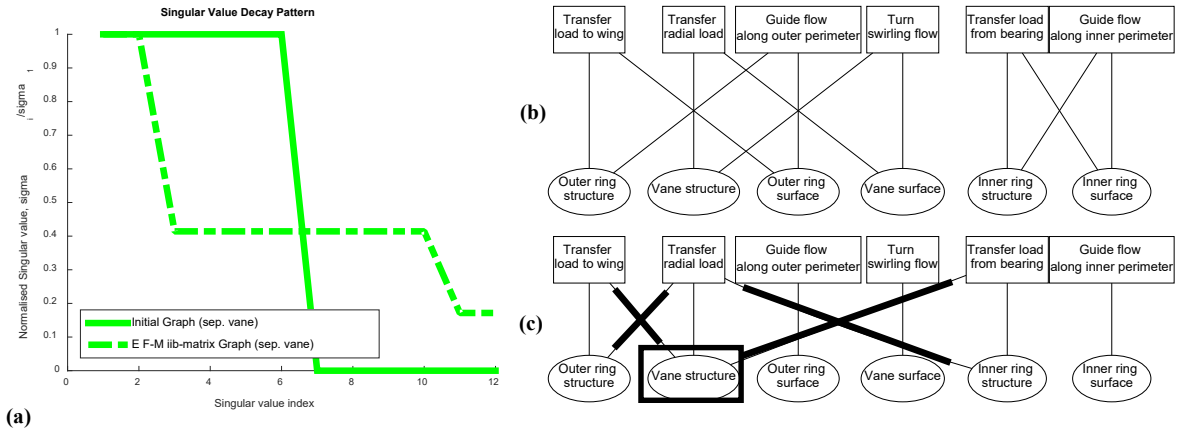 Singular Value Decay Pattern
1
0.9
0.8
0.7
0.6
0.5
0.4
0.3
0.2
0.1
0
Normalised Singular value, sigma i/sigma 1
Initial Graph (sep. vane)
E F-M iib-matrix Graph (sep. vane)
0 2 4 6 8 10 12
Singular value index
(a)
Transfer
load to wing
Transfer
radial load
Guide flow
along outer perimeter
Turn
swirling flow
Transfer load
from bearing
Guide flow
along inner perimeter
(b)
Outer ring
structure
Vane structure
Outer ring
surface
Vane surface
Inner ring
structure
Inner ring
surface
Transfer
load to wing
Transfer
radial load
Guide flow
along outer perimeter
Turn
swirling flow
Transfer load
from bearing
Guide flow
along inner perimeter
(c)
Outer ring
structure
Vane structure
Outer ring
surface
Vane surface
Inner ring
structure
Inner ring
surface